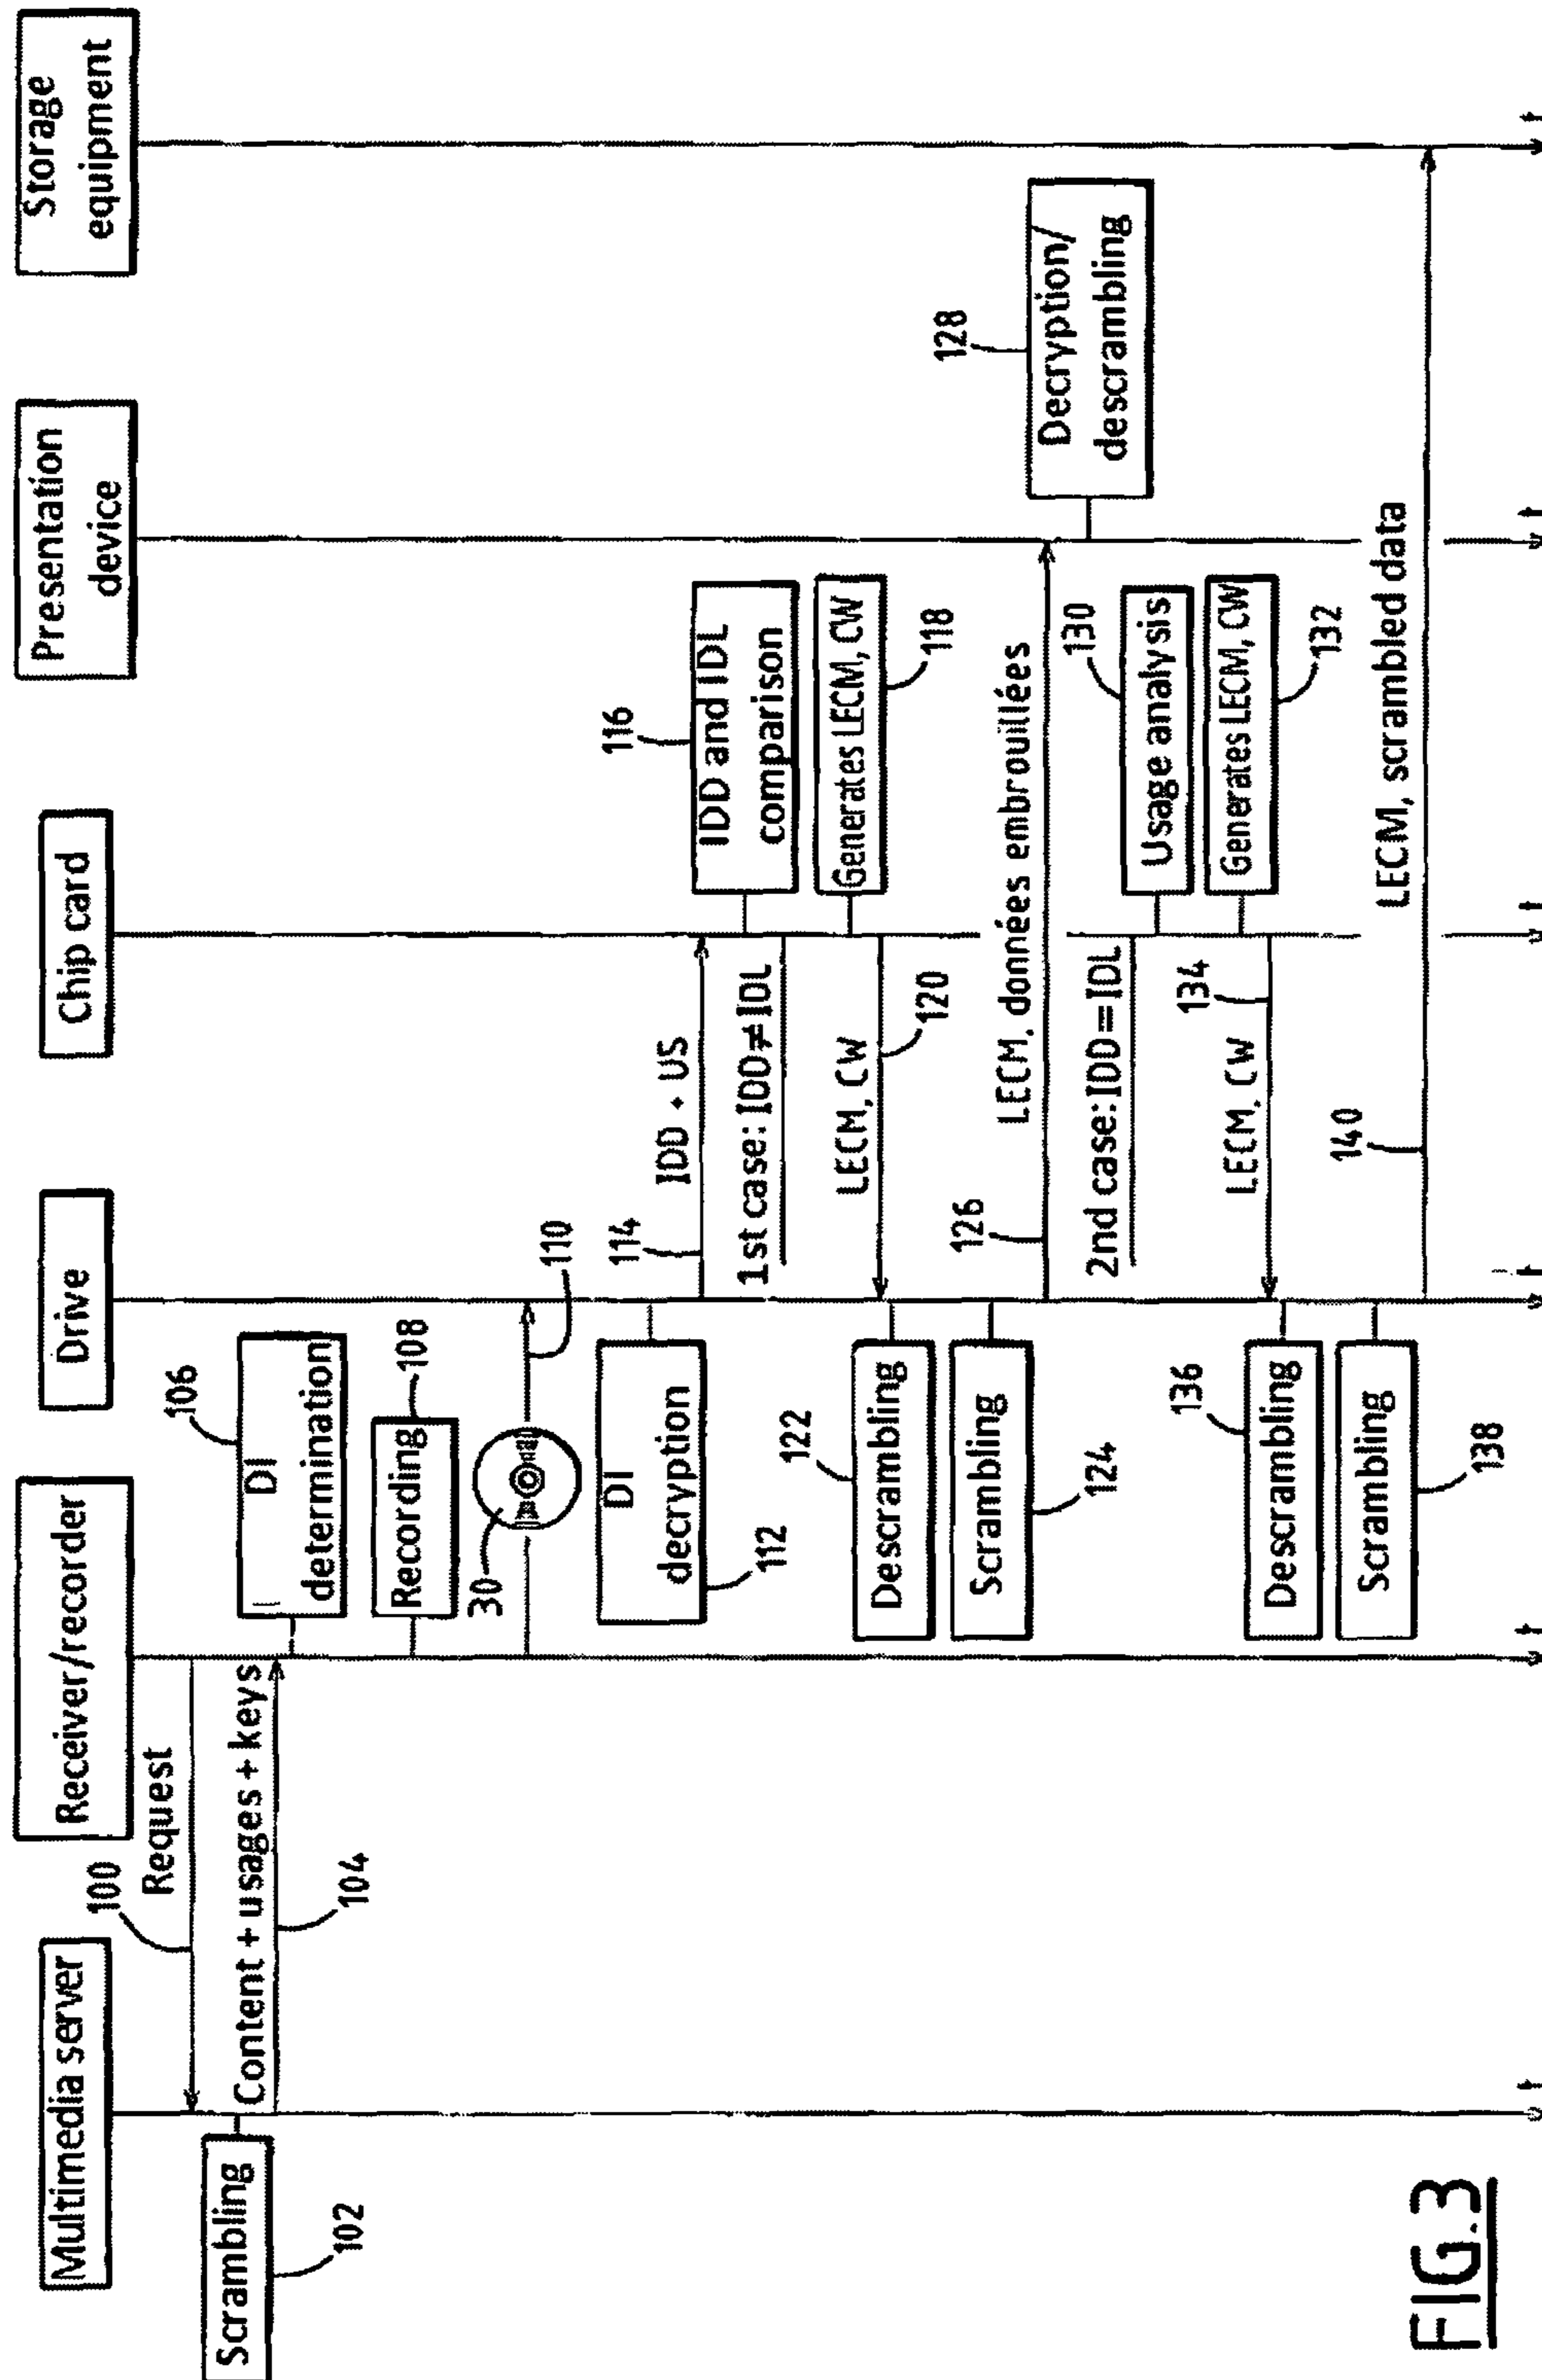 Multimedia server
Receiver/recorder
Drive
Chip card
Presentation
device
Storage
equipment
100
Request
Scrambling
102
Content + usages + keys
104
106
DI
determination
Recording
108
30
110
DI
decryption
112
114
IDD + US
116
IDD and IDL
comparison
1st case: IDD≠IDL
Generates LECM, CW
118
LECM, CW
120
122
Descrambling
Scrambling
124
126
LECM, données embrouillées
128
Decryption/
descrambling
2nd case: IDD=IDL
130
Usage analysis
Generates LECM, CW
132
134
LECM, CW
136
Descrambling
Scrambling
138
140
LECM, scrambled data
t
t
t
t
t
t
FIG.3